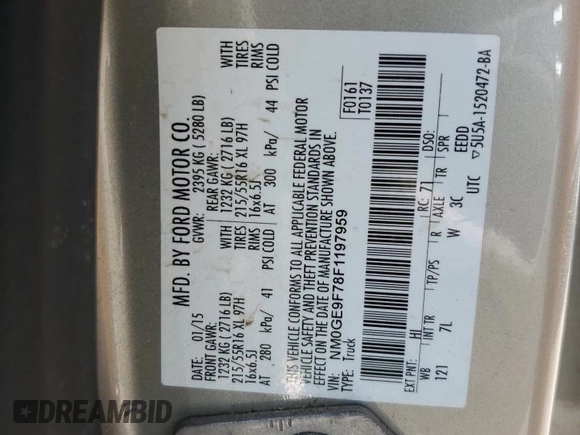 MFD. BY FORD MOTOR CO.
DATE: 01/15 GVWR: 2395 KG ( 5280 LB)
FRONT GAWR: REAR GAWR:
1232 KG ( 2716 LB) WITH 1232 KG ( 2716 LB) WITH
215/55R16 XL 97H TIRES 215/55R16 XL 97H TIRES
16x6.5J RIMS 16x6.5J RIMS
AT 280 kPa/ 41 PSI COLD AT 300 kPa/ 44 PSI COLD
THIS VEHICLE CONFORMS TO ALL APPLICABLE FEDERAL MOTOR
VEHICLE SAFETY AND THEFT PREVENTION STANDARDS IN
EFFECT ON THE DATE OF MANUFACTURE SHOWN ABOVE.
F0161
T0137
NM0GE9F78F1197959
TYPE: Truck
EXT PNT: HL RC: 71 DSO:
WB INT TR TP/PS R AXLE TR SPR
121 7L W 3C EEDD
UTC ▽5U5A-1520472-BA
DREAMBID